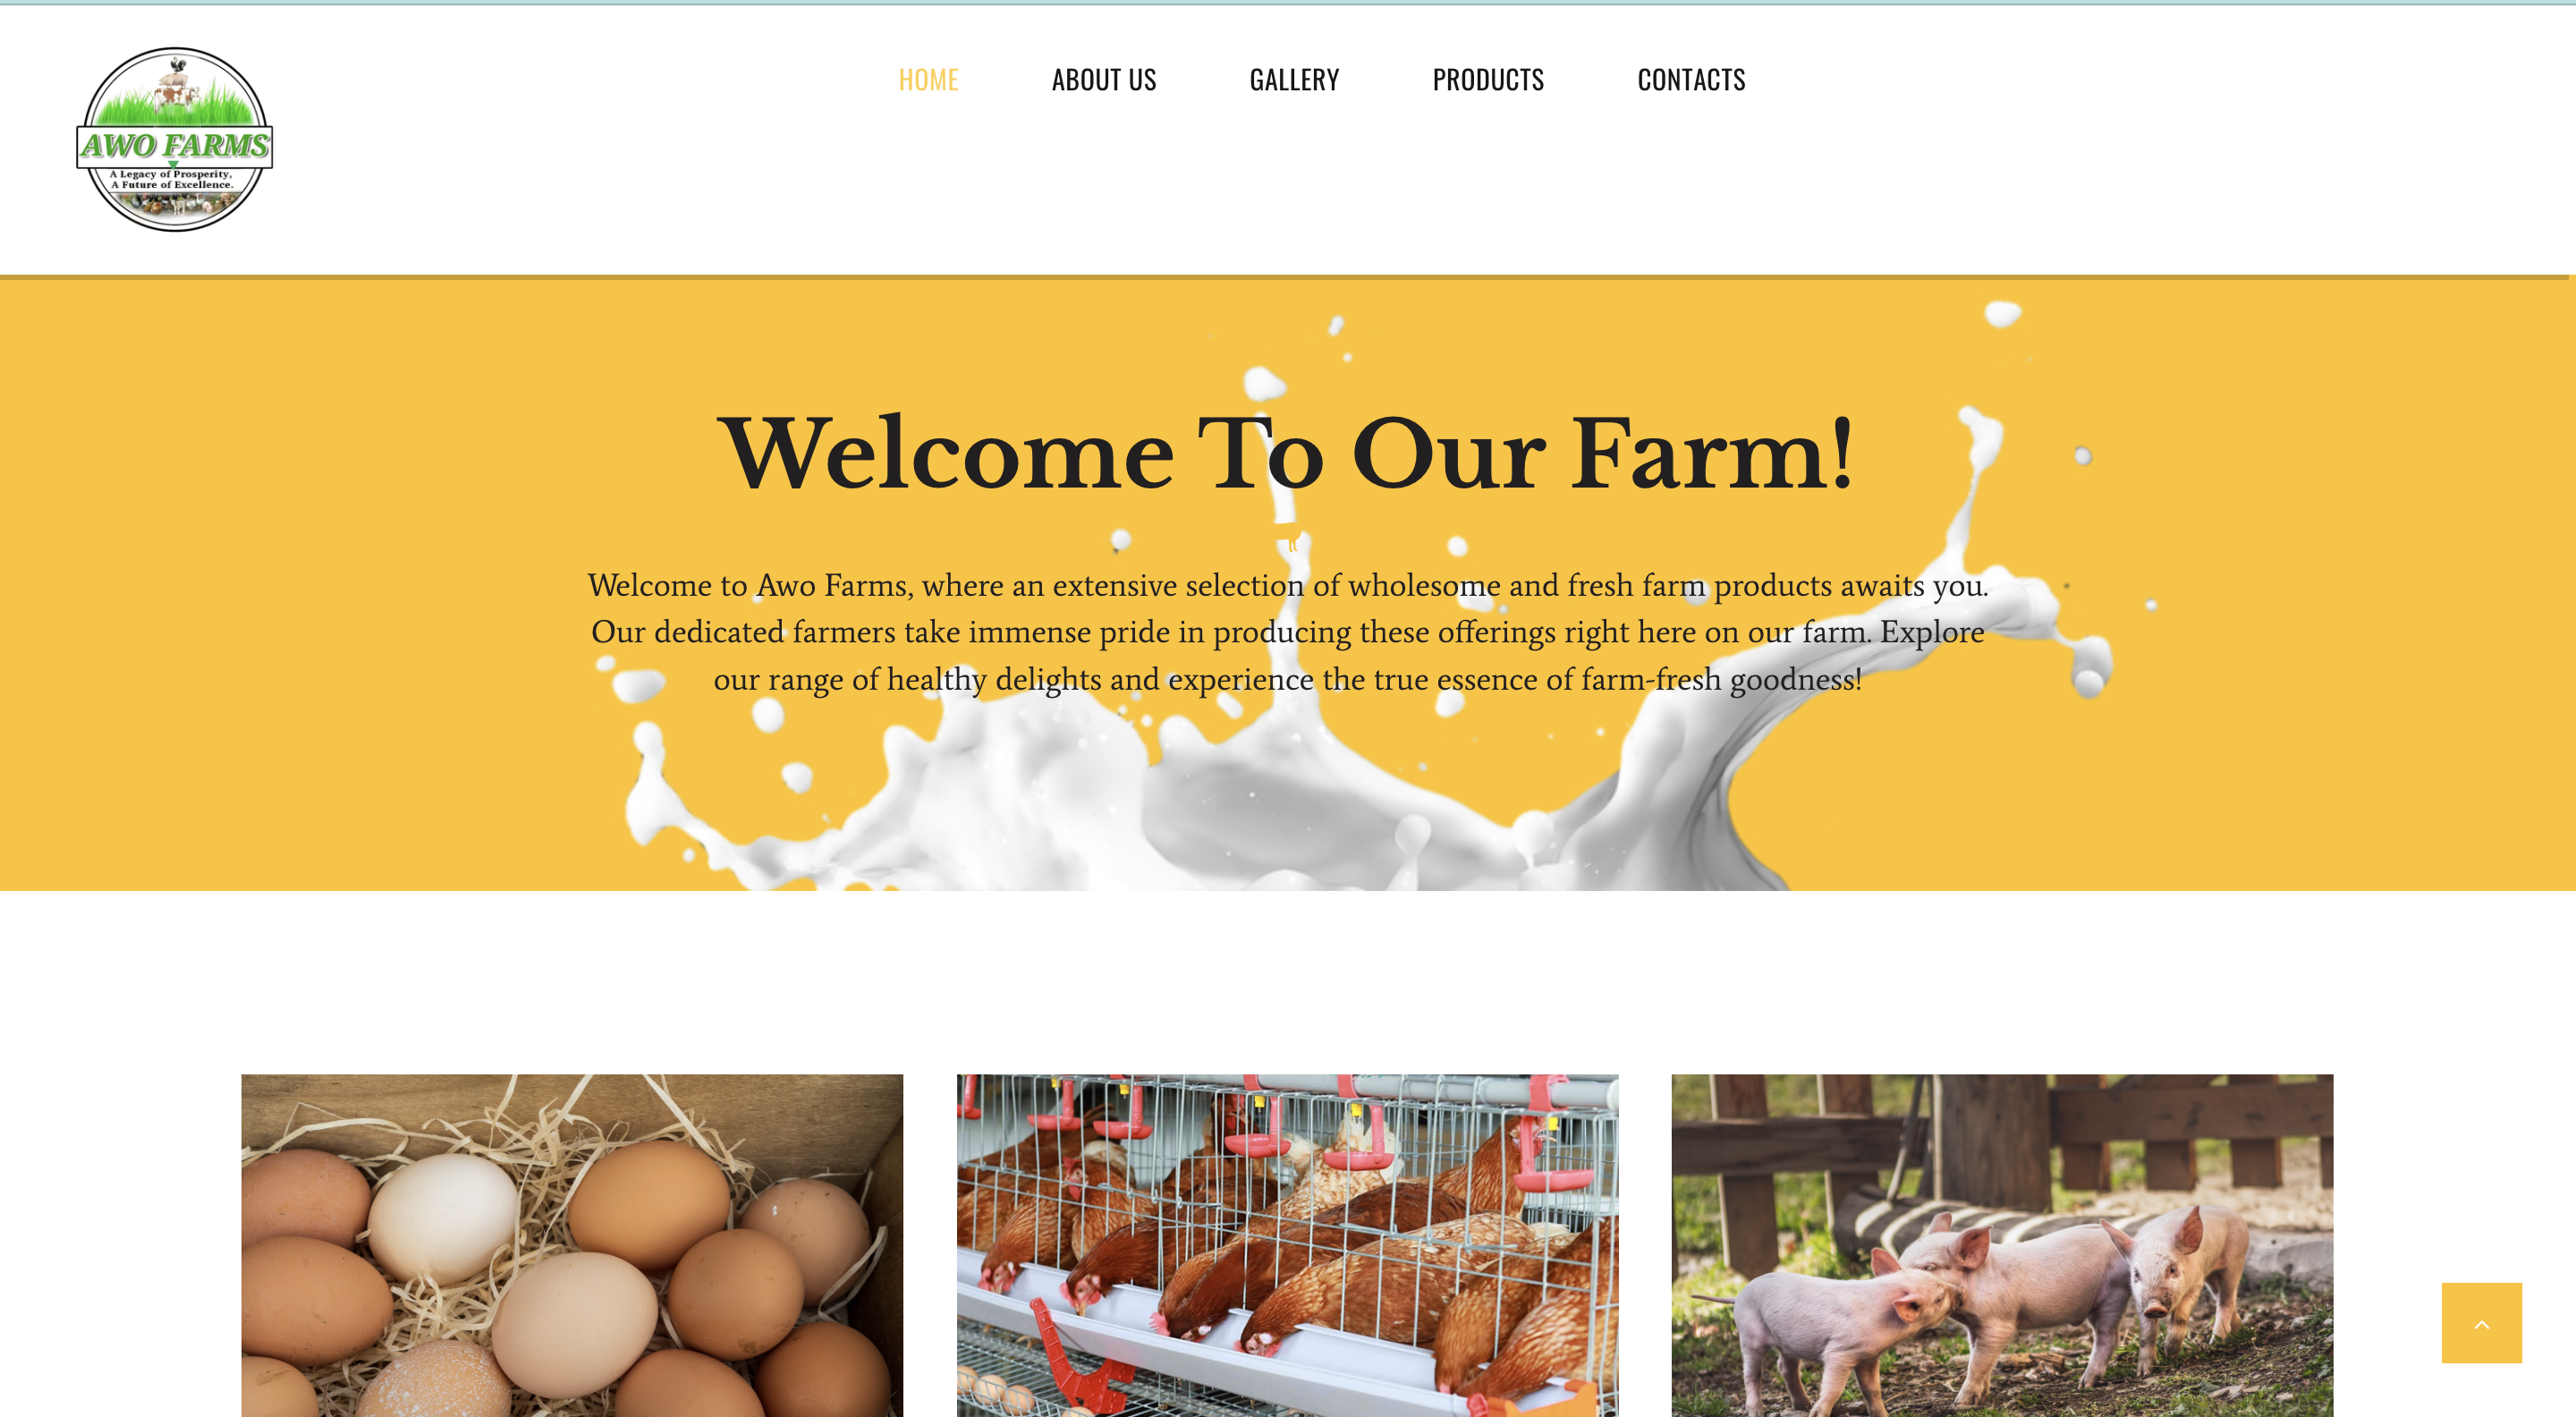 AWO FARMS
A Legacy of Prosperity,
A Future of Excellence.
HOME
ABOUT US
GALLERY
PRODUCTS
CONTACTS
Welcome To Our Farm!
Welcome to Awo Farms, where an extensive selection of wholesome and fresh farm products awaits you.
Our dedicated farmers take immense pride in producing these offerings right here on our farm. Explore
our range of healthy delights and experience the true essence of farm-fresh goodness!